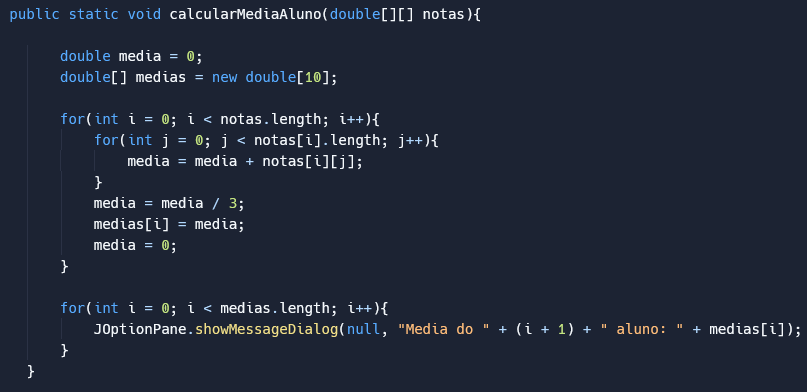 public static void calcularMediaAluno(double[][] notas){
double media = 0;
double[] medias = new double[10];
for(int i = 0; i < notas.length; i++){
for(int j = 0; j < notas[i].length; j++){
media = media + notas[i][j];
}
media = media / 3;
medias[i] = media;
media = 0;
}
for(int i = 0; i < medias.length; i++){
JOptionPane.showMessageDialog(null, "Media do " + (i + 1) + " aluno: " + medias[i]);
}
}